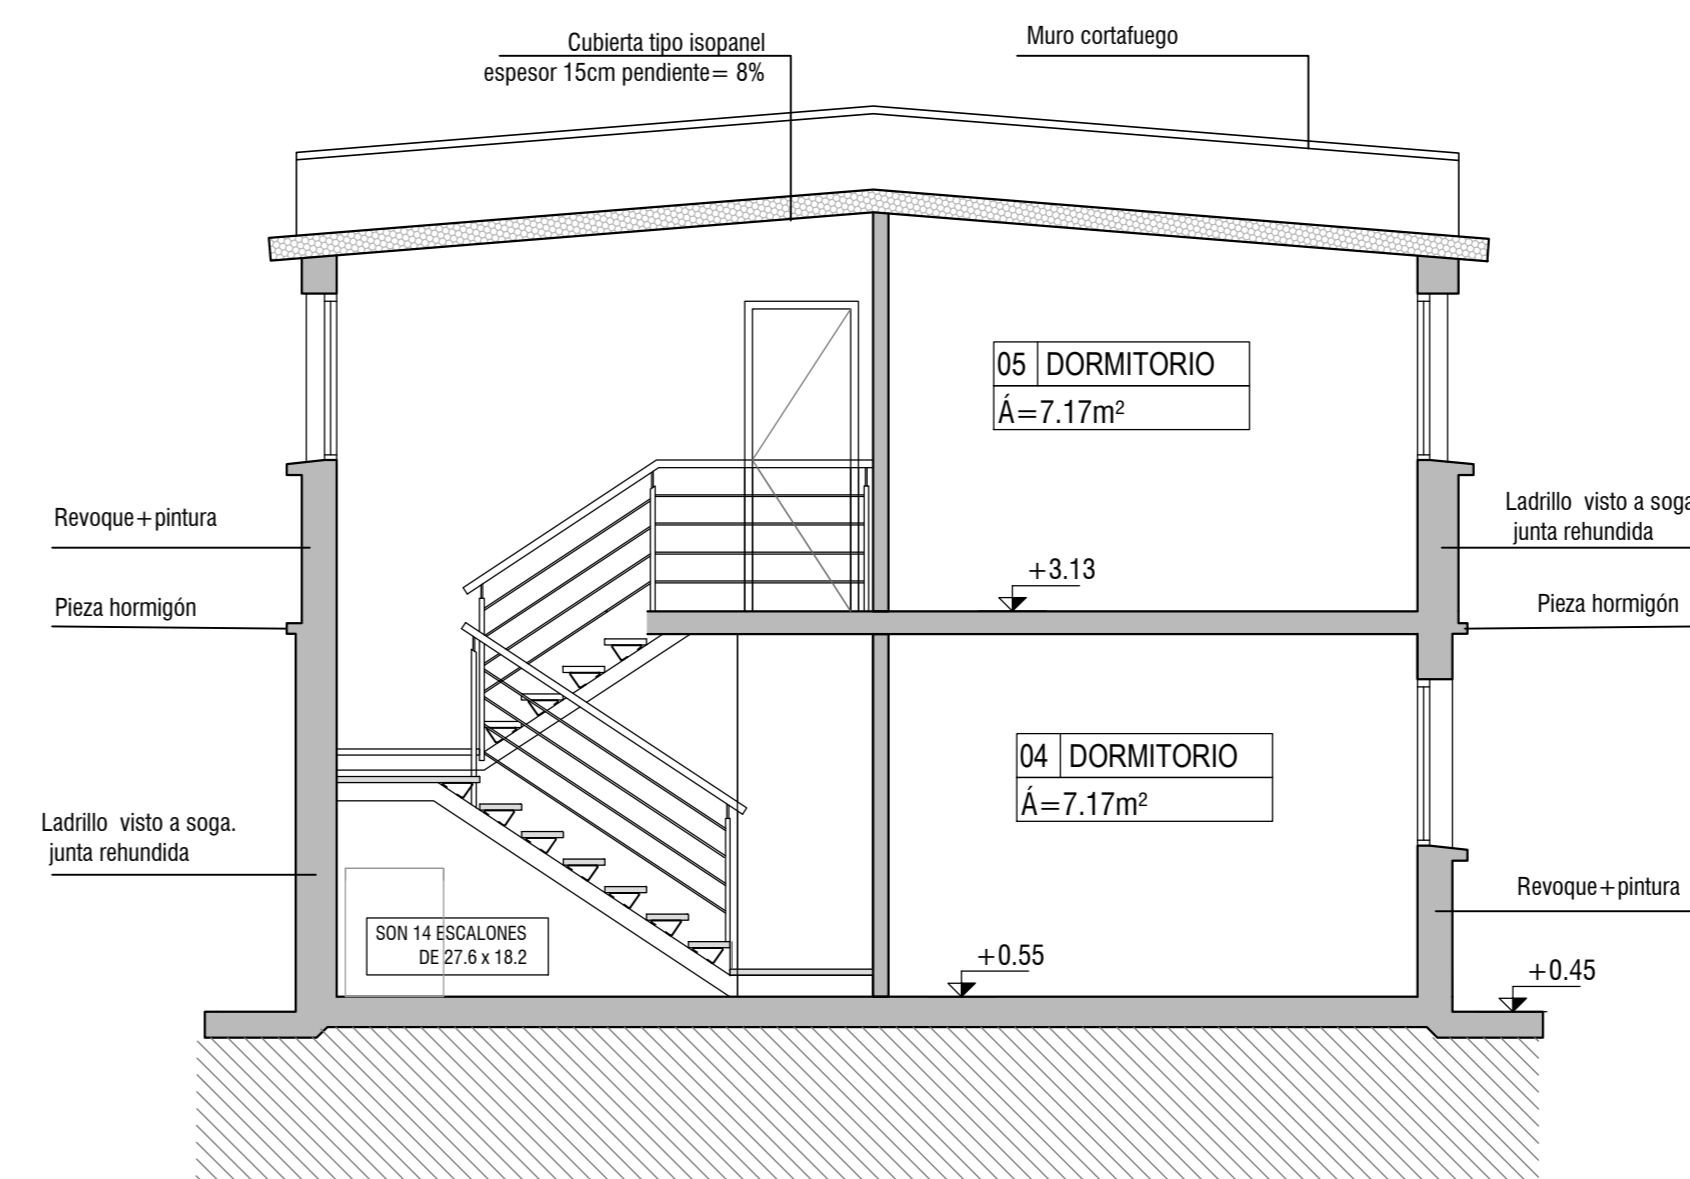 Cubierta tipo isopanel
espesor 15cm pendiente= 8%
Muro cortafuego
05 DORMITORIO
Á=7.17m²
Revoque+pintura
Ladrillo visto a soga
junta rehundida
+3.13
Pieza hormigón
Pieza hormigón
04 DORMITORIO
Á=7.17m²
Ladrillo visto a soga.
junta rehundida
Revoque+pintura
SON 14 ESCALONES
DE 27.6 x 18.2
+0.55
+0.45